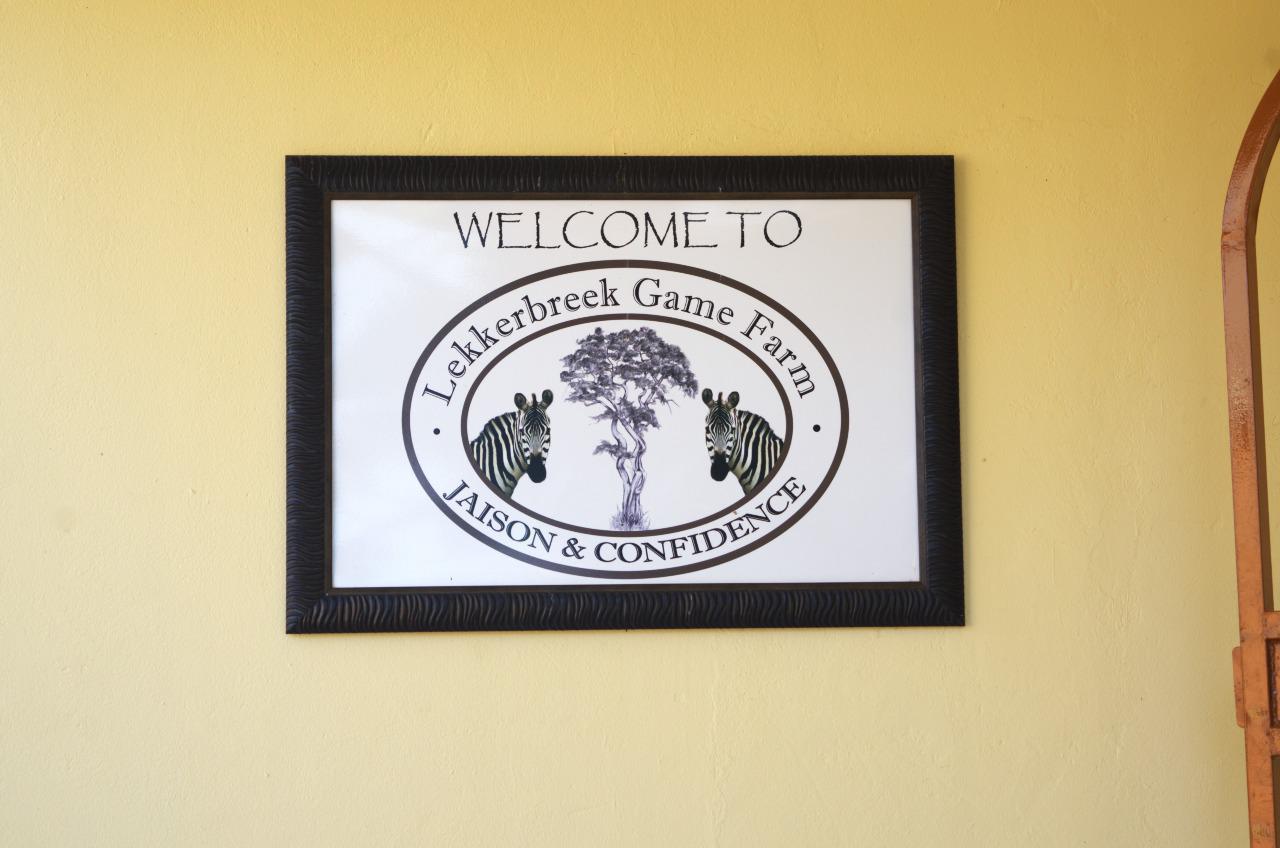 WELCOME TO
Lekkerbreek Game Farm
JAISON & CONFIDENCE